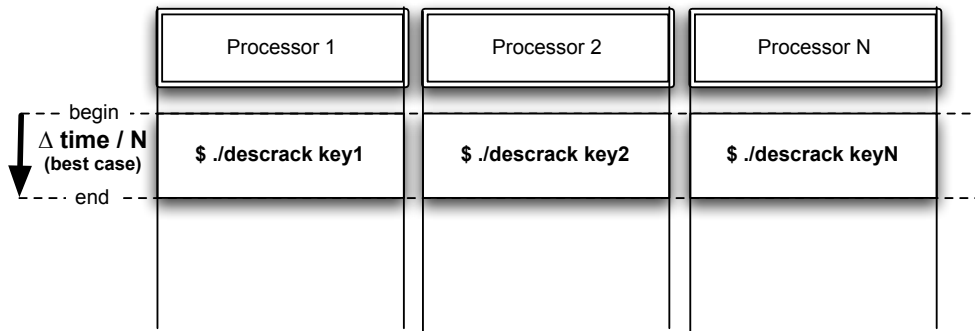 Processor 1
Processor 2
Processor N
begin
Δ time / N
(best case)
$ ./descrack key1
$ ./descrack key2
$ ./descrack keyN
end